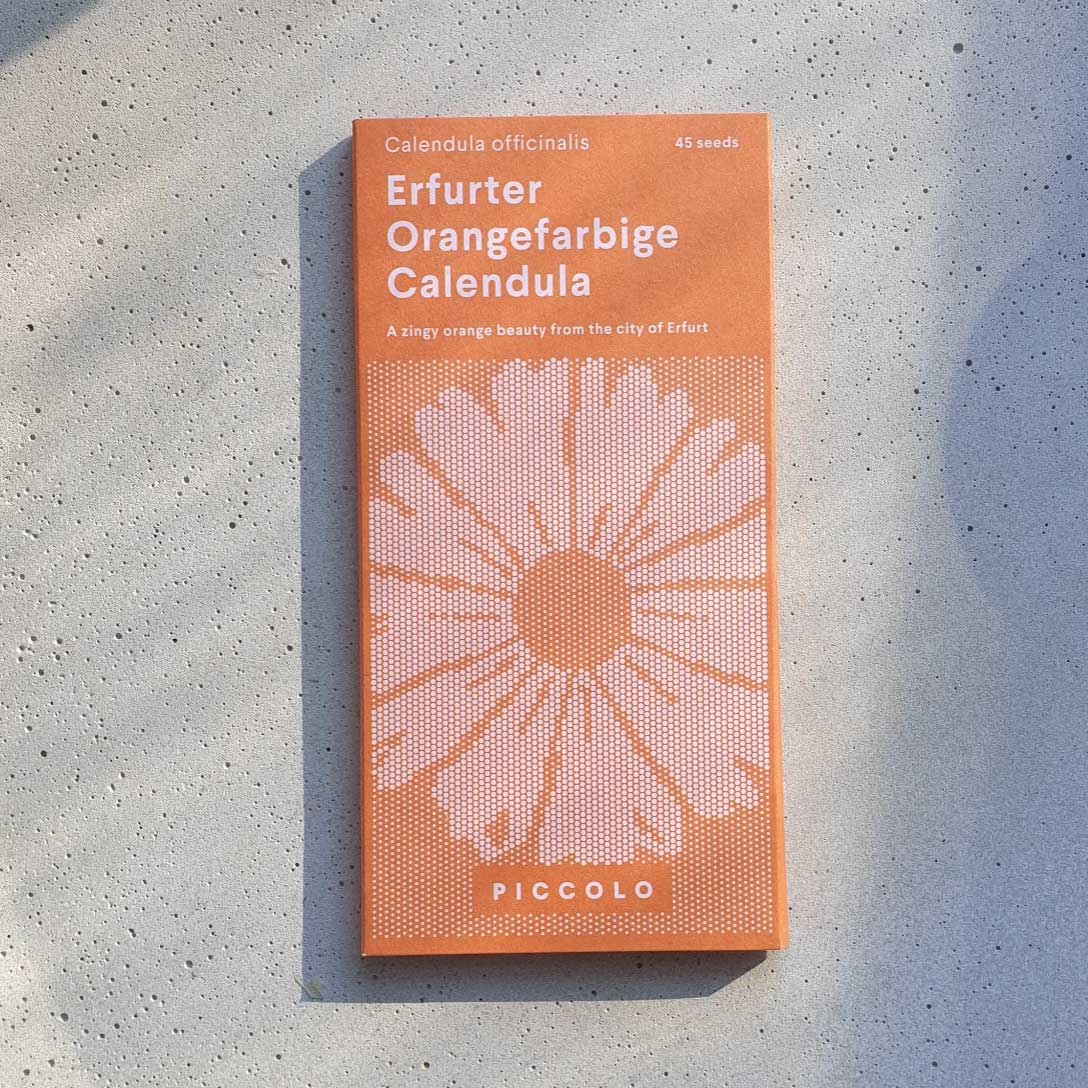 Calendula officinalis 45 seeds
Erfurter
Orangefarbige
Calendula
A zingy orange beauty from the city of Erfurt
PICCOLO